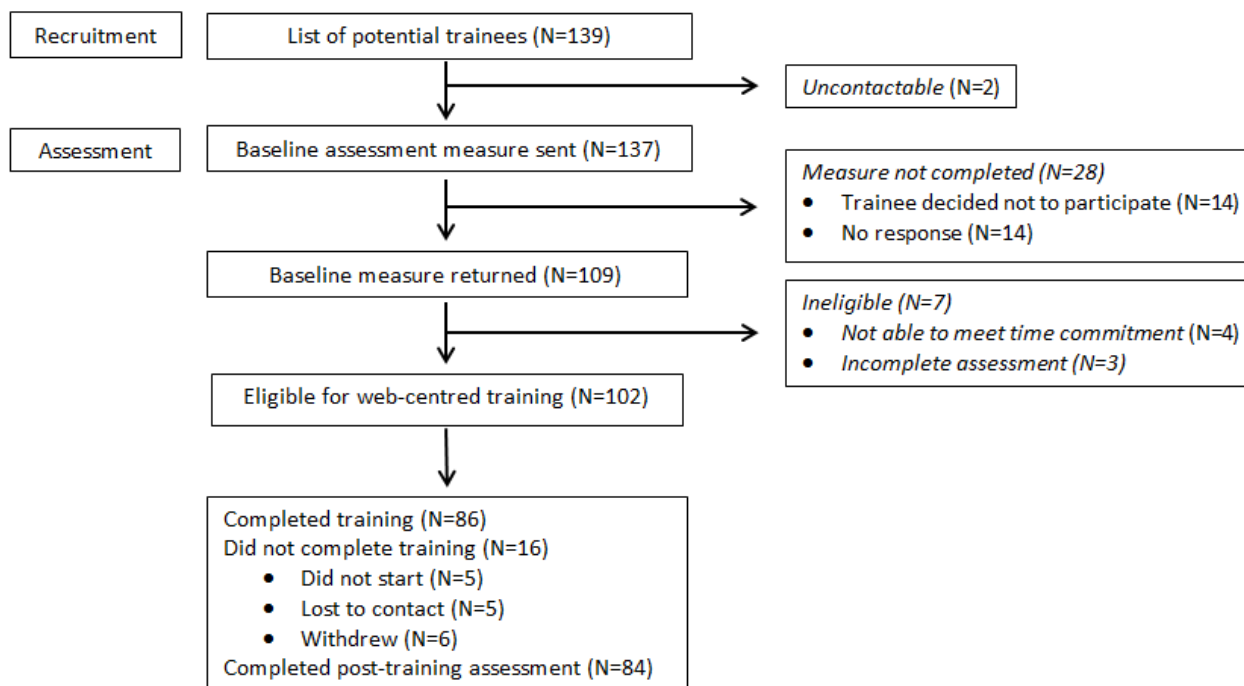 Recruitment
List of potential trainees (N=139)
Uncontactable (N=2)
Assessment
Baseline assessment measure sent (N=137)
Measure not completed (N=28)
• Trainee decided not to participate (N=14)
• No response (N=14)
Baseline measure returned (N=109)
Ineligible (N=7)
• Not able to meet time commitment (N=4)
• Incomplete assessment (N=3)
Eligible for web-centred training (N=102)
Completed training (N=86)
Did not complete training (N=16)
• Did not start (N=5)
• Lost to contact (N=5)
• Withdrew (N=6)
Completed post-training assessment (N=84)